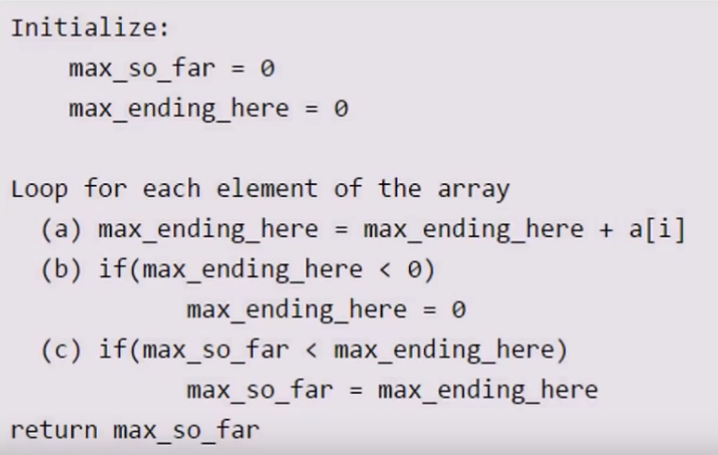 Initialize:
max_so_far = 0
max_ending_here = 0
Loop for each element of the array
(a) max_ending_here = max_ending_here + a[i]
(b) if(max_ending_here < 0)
max_ending_here = 0
(c) if(max_so_far < max_ending_here)
max_so_far = max_ending_here
return max_so_far